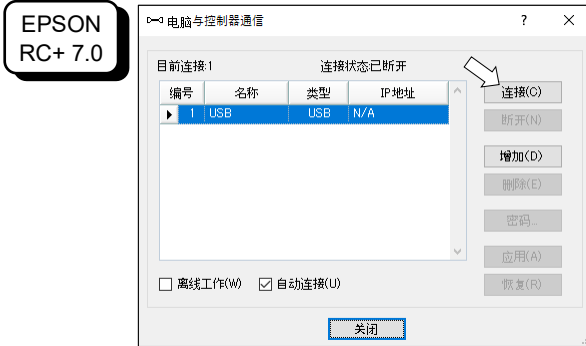 EPSON
RC+ 7.0
电脑与控制器通信
目前连接:1 连接状态:已断开
编号 名称 类型 IP地址
1 USB USB N/A
连接(C)
断开(N)
增加(D)
删除(E)
密码...
应用(A)
恢复(R)
离线工作(W) 自动连接(U)
关闭